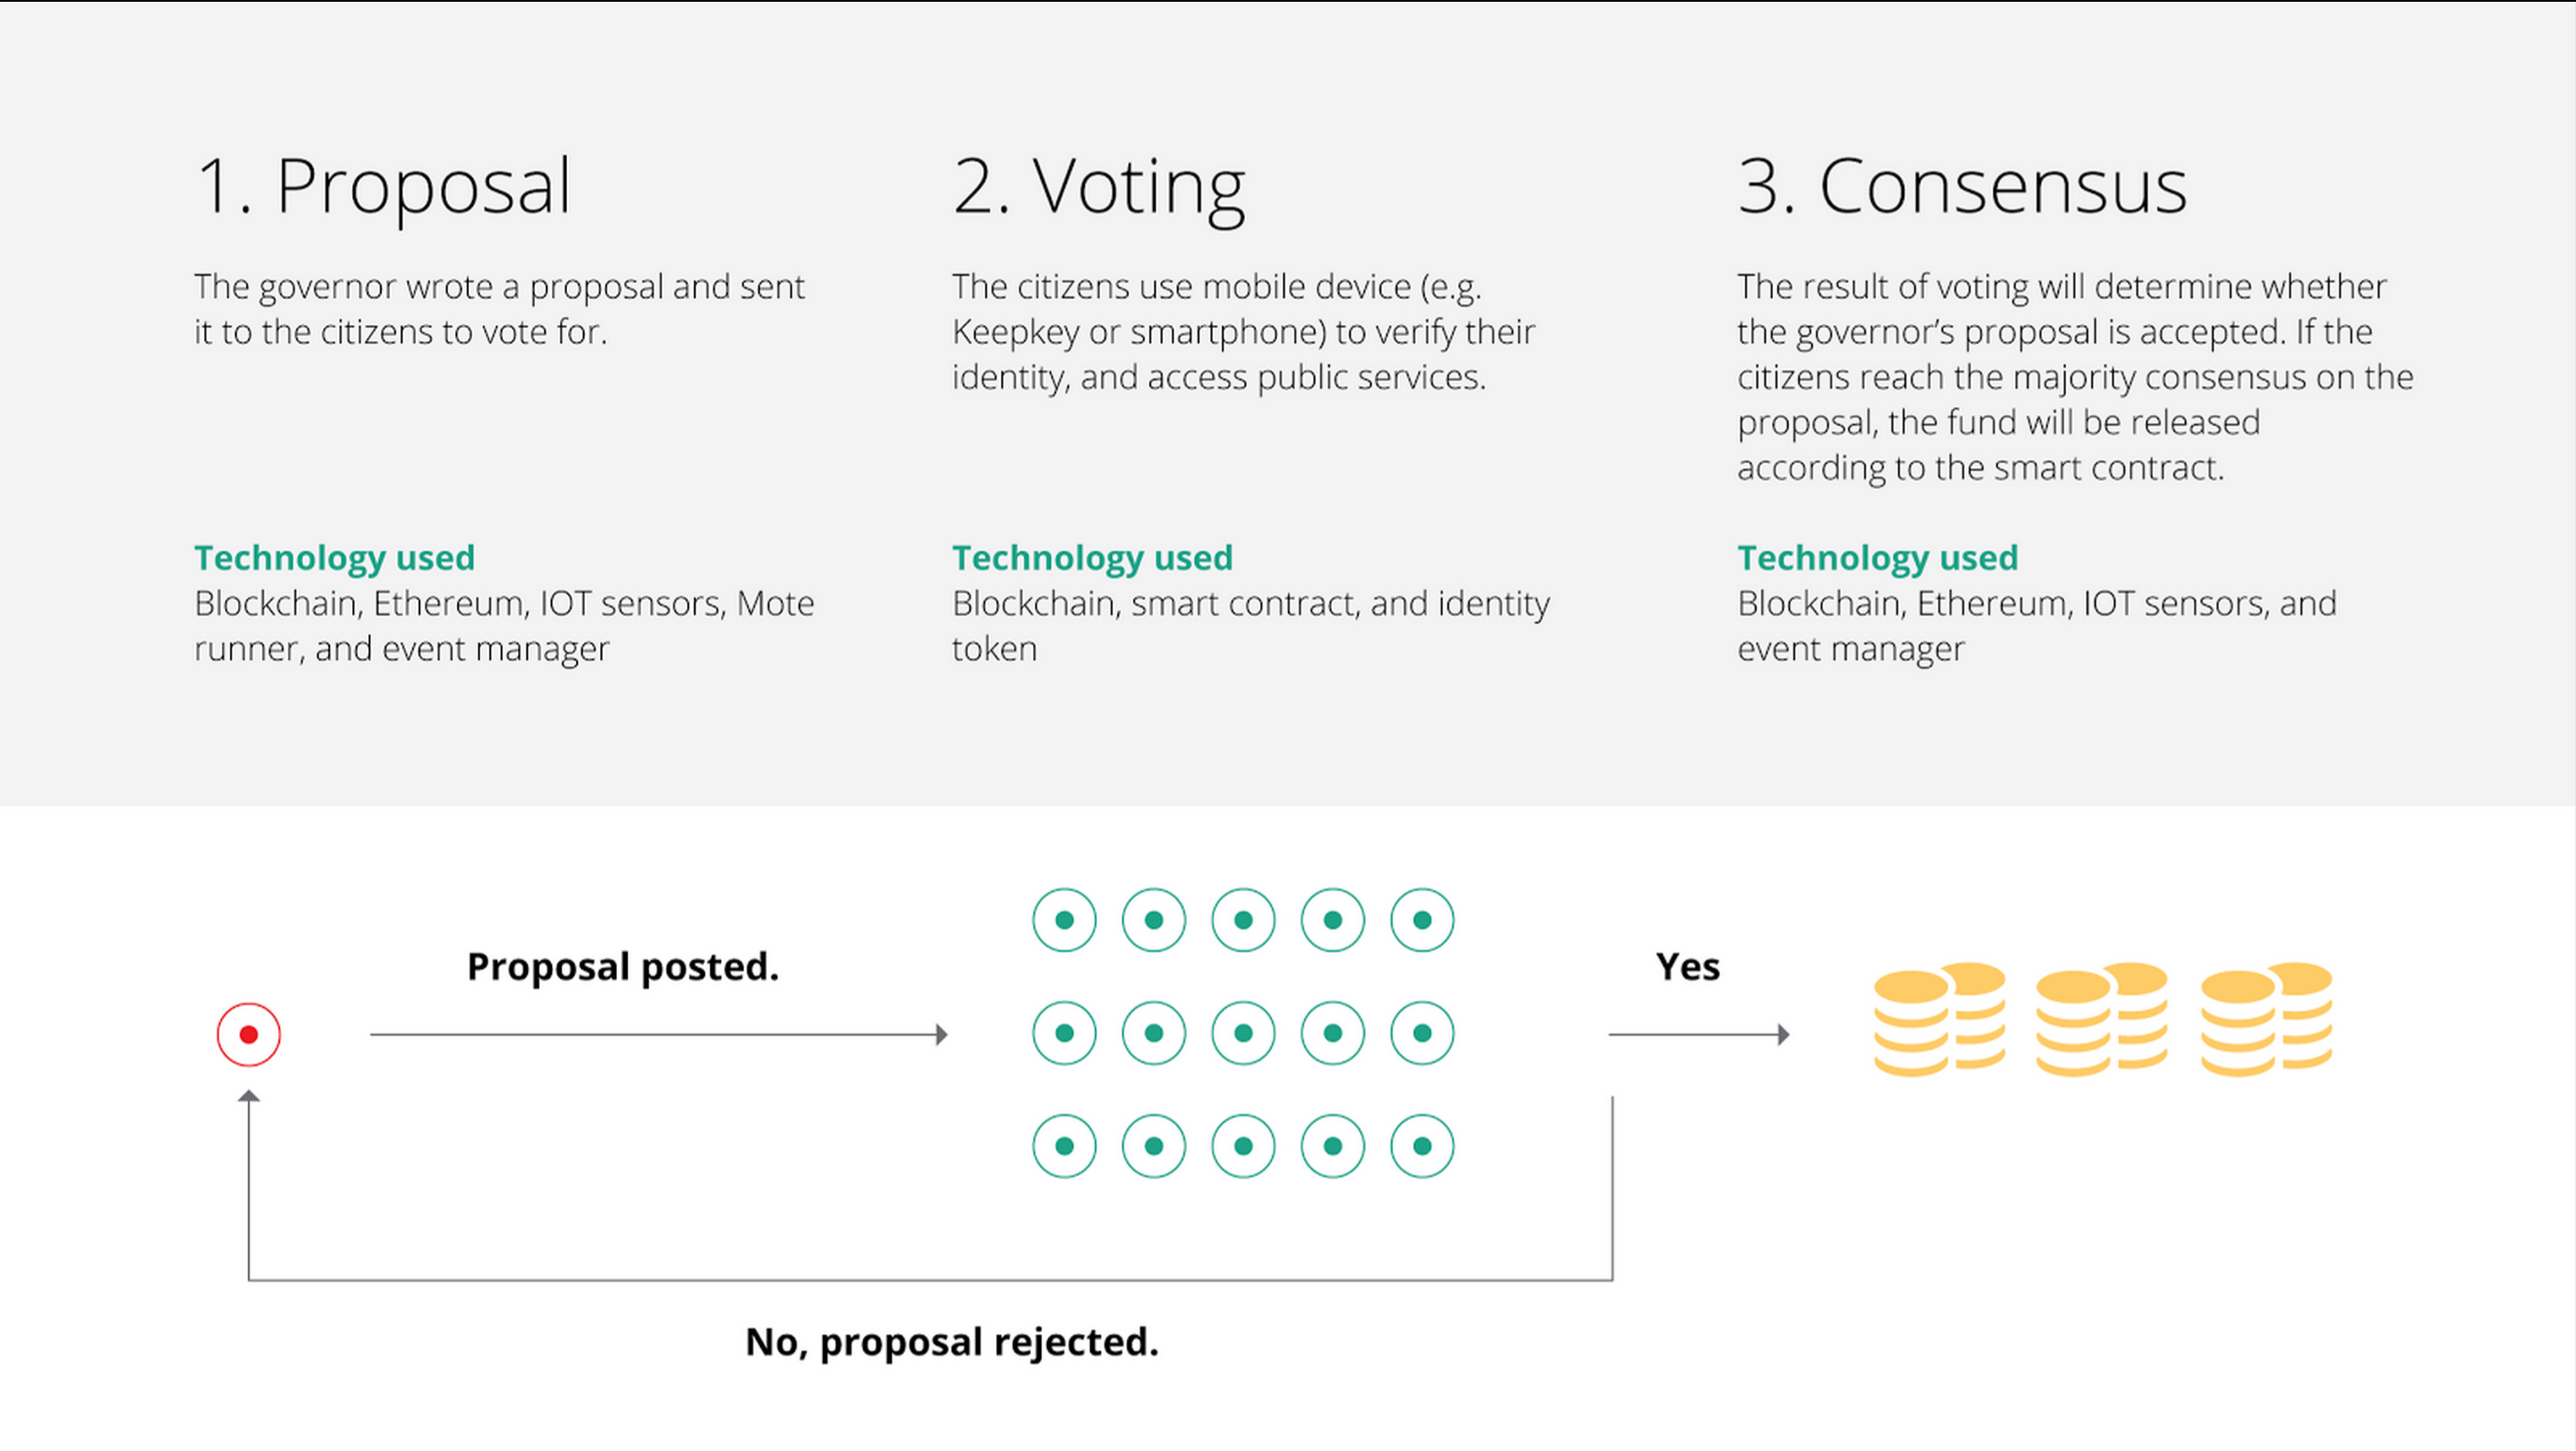 1. Proposal
The governor wrote a proposal and sent
it to the citizens to vote for.
Technology used
Blockchain, Ethereum, IOT sensors, Mote
runner, and event manager
2. Voting
The citizens use mobile device (e.g.
Keepkey or smartphone) to verify their
identity, and access public services.
Technology used
Blockchain, smart contract, and identity
token
3. Consensus
The result of voting will determine whether
the governor’s proposal is accepted. If the
citizens reach the majority consensus on the
proposal, the fund will be released
according to the smart contract.
Technology used
Blockchain, Ethereum, IOT sensors, and
event manager
Proposal posted.
Yes
No, proposal rejected.